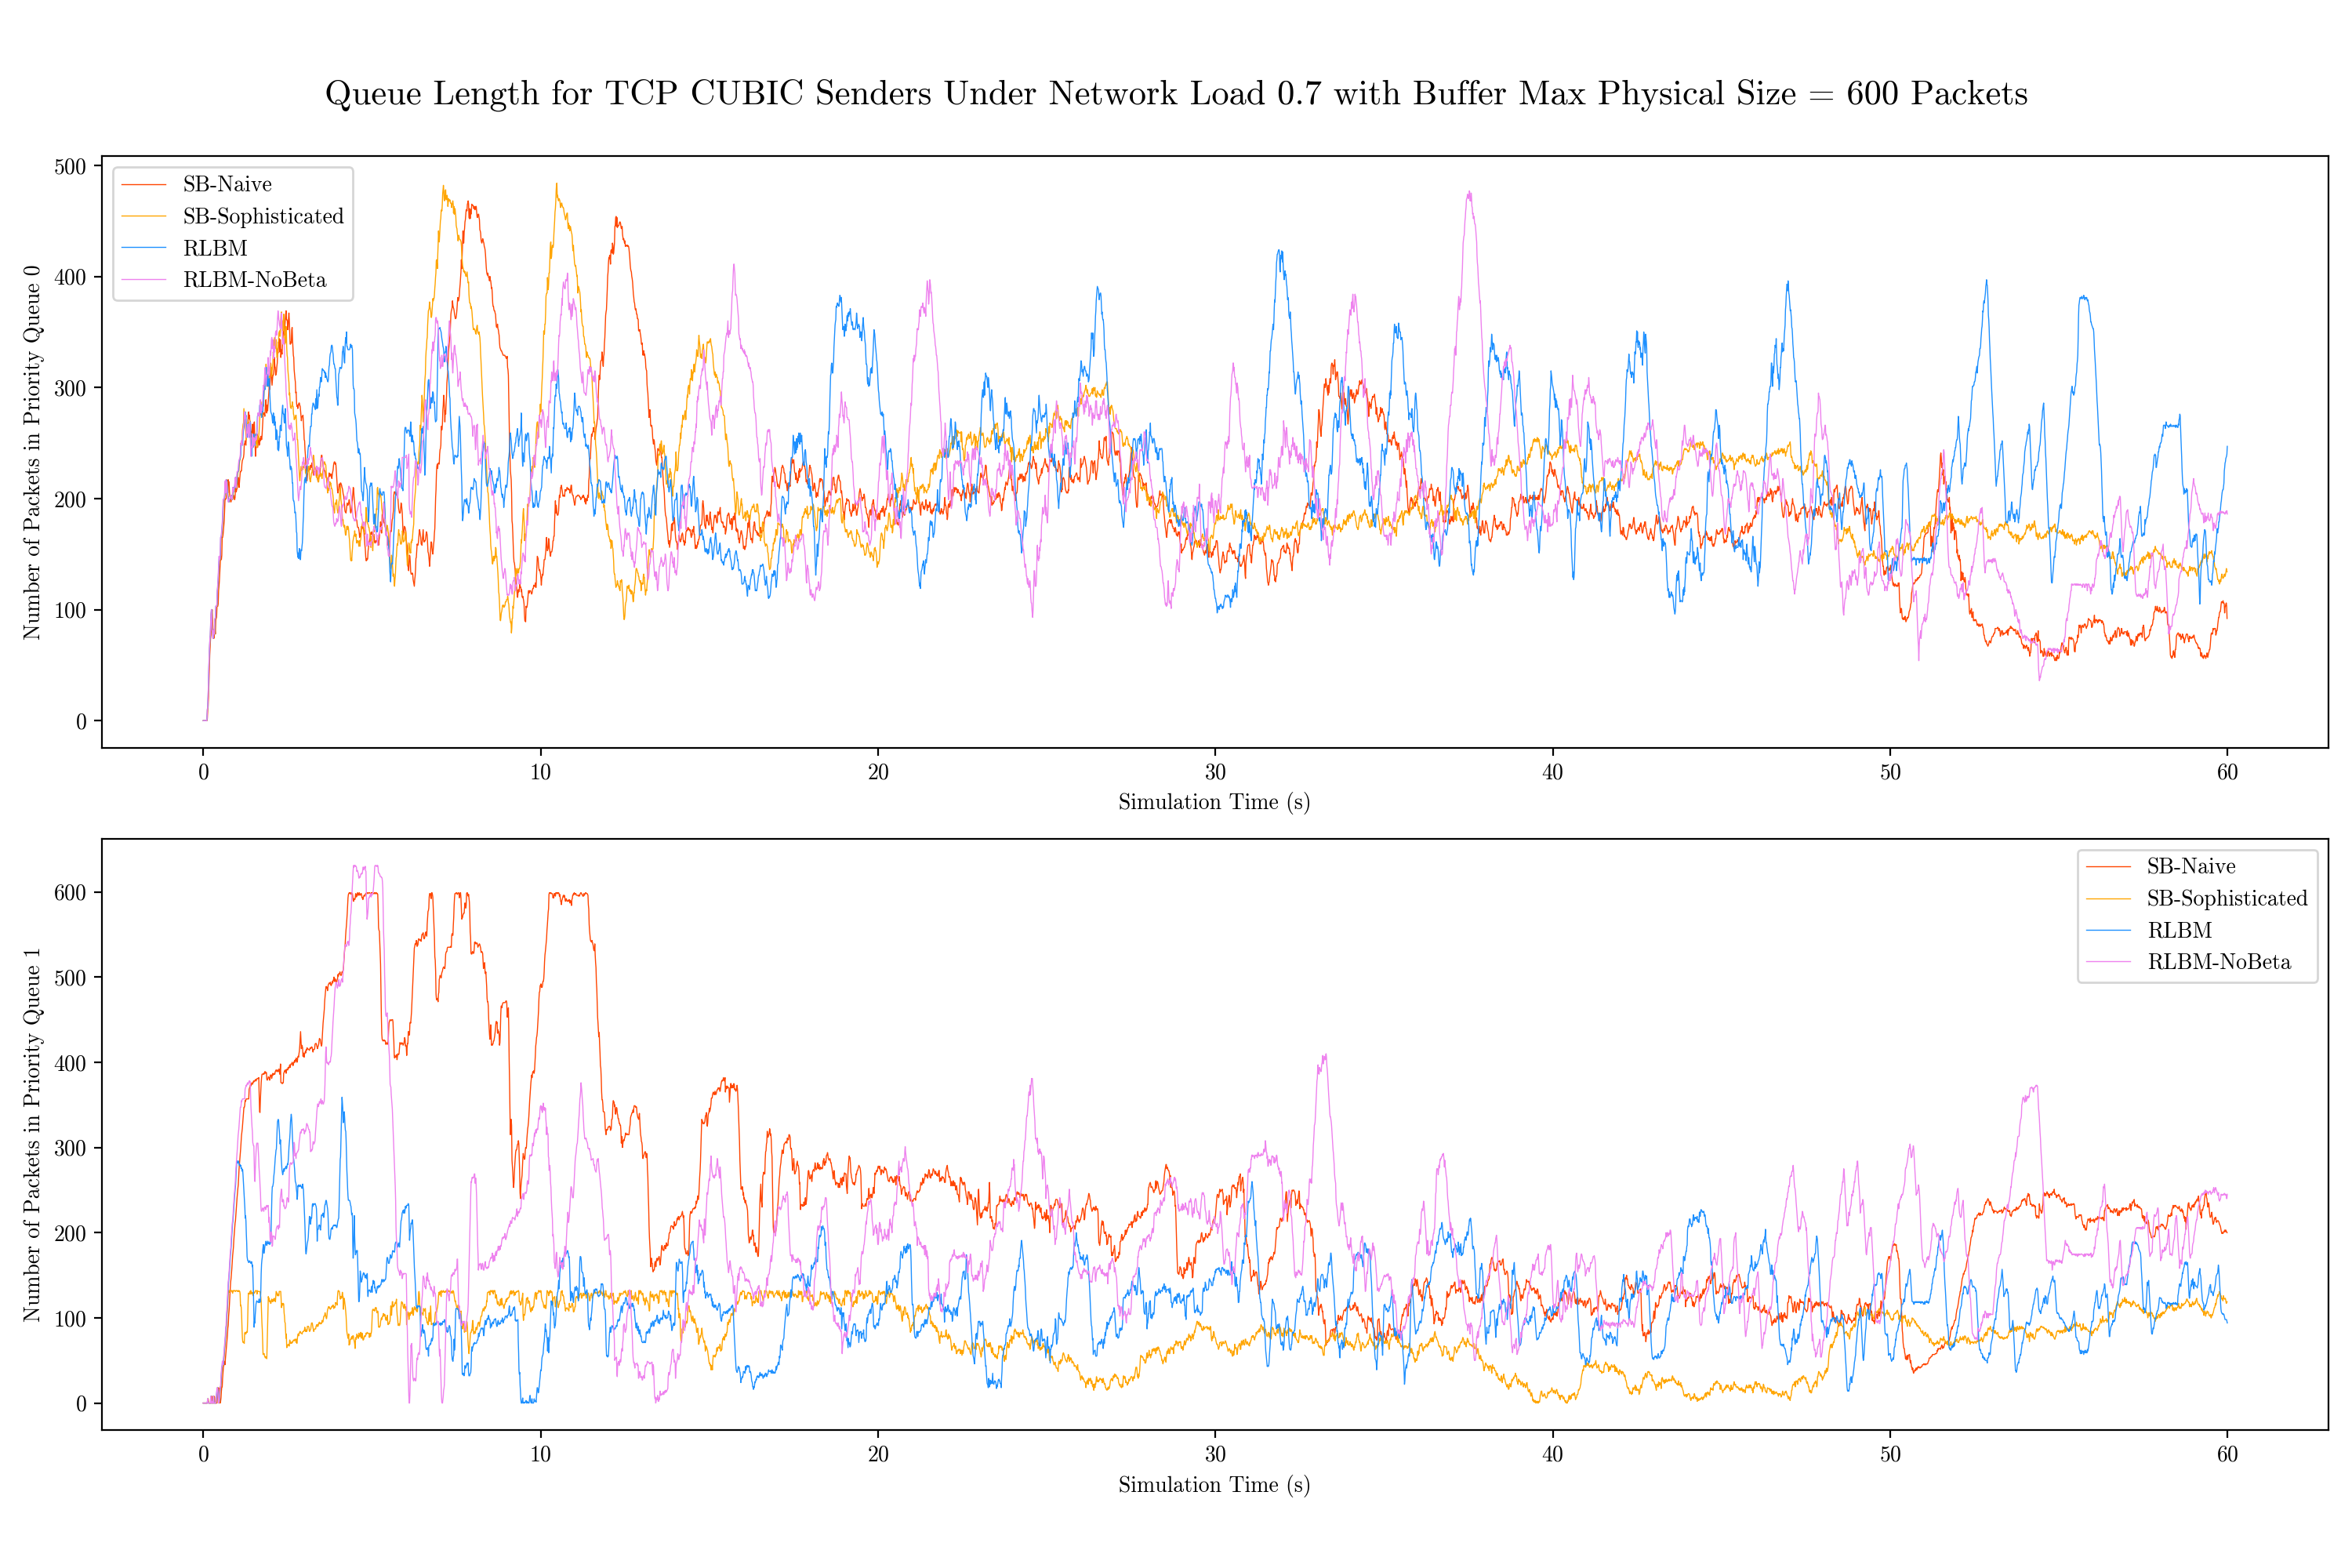 Queue Length for TCP CUBIC Senders Under Network Load 0.7 with Buffer Max Physical Size = 600 Packets
SB-Naive
SB-Sophisticated
RLBM
RLBM-NoBeta
Number of Packets in Priority Queue 0
500
400
300
200
100
0
0 10 20 30 40 50 60
Simulation Time (s)
SB-Naive
SB-Sophisticated
RLBM
RLBM-NoBeta
Number of Packets in Priority Queue 1
600
500
400
300
200
100
0
0 10 20 30 40 50 60
Simulation Time (s)